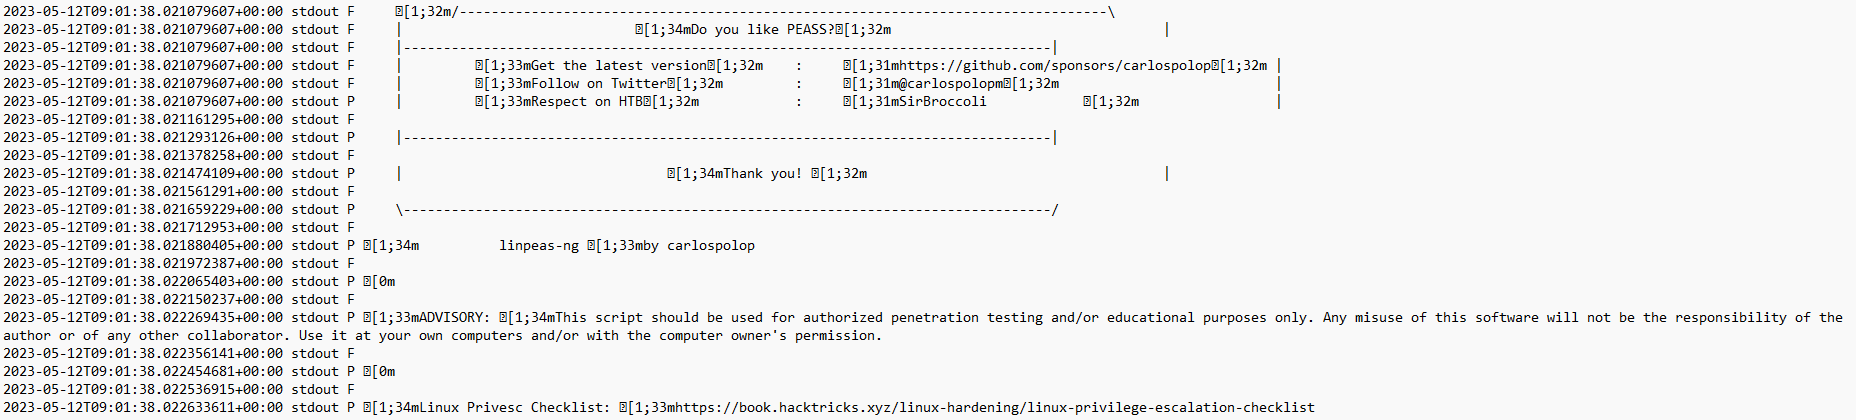 2023-05-12T09:01:38.021079607+00:00 stdout F     �[1;32m/---------------------------------------------------------------------------------\
2023-05-12T09:01:38.021079607+00:00 stdout F     |                             �[1;34mDo you like PEASS?�[1;32m                                  |
2023-05-12T09:01:38.021079607+00:00 stdout F     |---------------------------------------------------------------------------------|
2023-05-12T09:01:38.021079607+00:00 stdout F     |         �[1;33mGet the latest version�[1;32m    :     �[1;31mhttps://github.com/sponsors/carlospolop�[1;32m |
2023-05-12T09:01:38.021079607+00:00 stdout F     |         �[1;33mFollow on Twitter�[1;32m         :     �[1;31m@carlospolopm�[1;32m                           |
2023-05-12T09:01:38.021079607+00:00 stdout P     |         �[1;33mRespect on HTB�[1;32m            :     �[1;31mSirBroccoli            �[1;32m                 |
2023-05-12T09:01:38.021161295+00:00 stdout F
2023-05-12T09:01:38.021293126+00:00 stdout P     |---------------------------------------------------------------------------------|
2023-05-12T09:01:38.021378258+00:00 stdout F
2023-05-12T09:01:38.021474109+00:00 stdout P     |                                 �[1;34mThank you! �[1;32m                                     |
2023-05-12T09:01:38.021561291+00:00 stdout F
2023-05-12T09:01:38.021659229+00:00 stdout P     \---------------------------------------------------------------------------------/
2023-05-12T09:01:38.021712953+00:00 stdout F
2023-05-12T09:01:38.021880405+00:00 stdout P �[1;34m          linpeas-ng �[1;33mby carlospolop
2023-05-12T09:01:38.021972387+00:00 stdout F
2023-05-12T09:01:38.022065403+00:00 stdout P �[0m
2023-05-12T09:01:38.022150237+00:00 stdout F
2023-05-12T09:01:38.022269435+00:00 stdout P �[1;33mADVISORY: �[1;34mThis script should be used for authorized penetration testing and/or educational purposes only. Any misuse of this software will not be the responsibility of the
author or of any other collaborator. Use it at your own computers and/or with the computer owner's permission.
2023-05-12T09:01:38.022356141+00:00 stdout F
2023-05-12T09:01:38.022454681+00:00 stdout P �[0m
2023-05-12T09:01:38.022536915+00:00 stdout F
2023-05-12T09:01:38.022633611+00:00 stdout P �[1;34mLinux Privesc Checklist: �[1;33mhttps://book.hacktricks.xyz/linux-hardening/linux-privilege-escalation-checklist